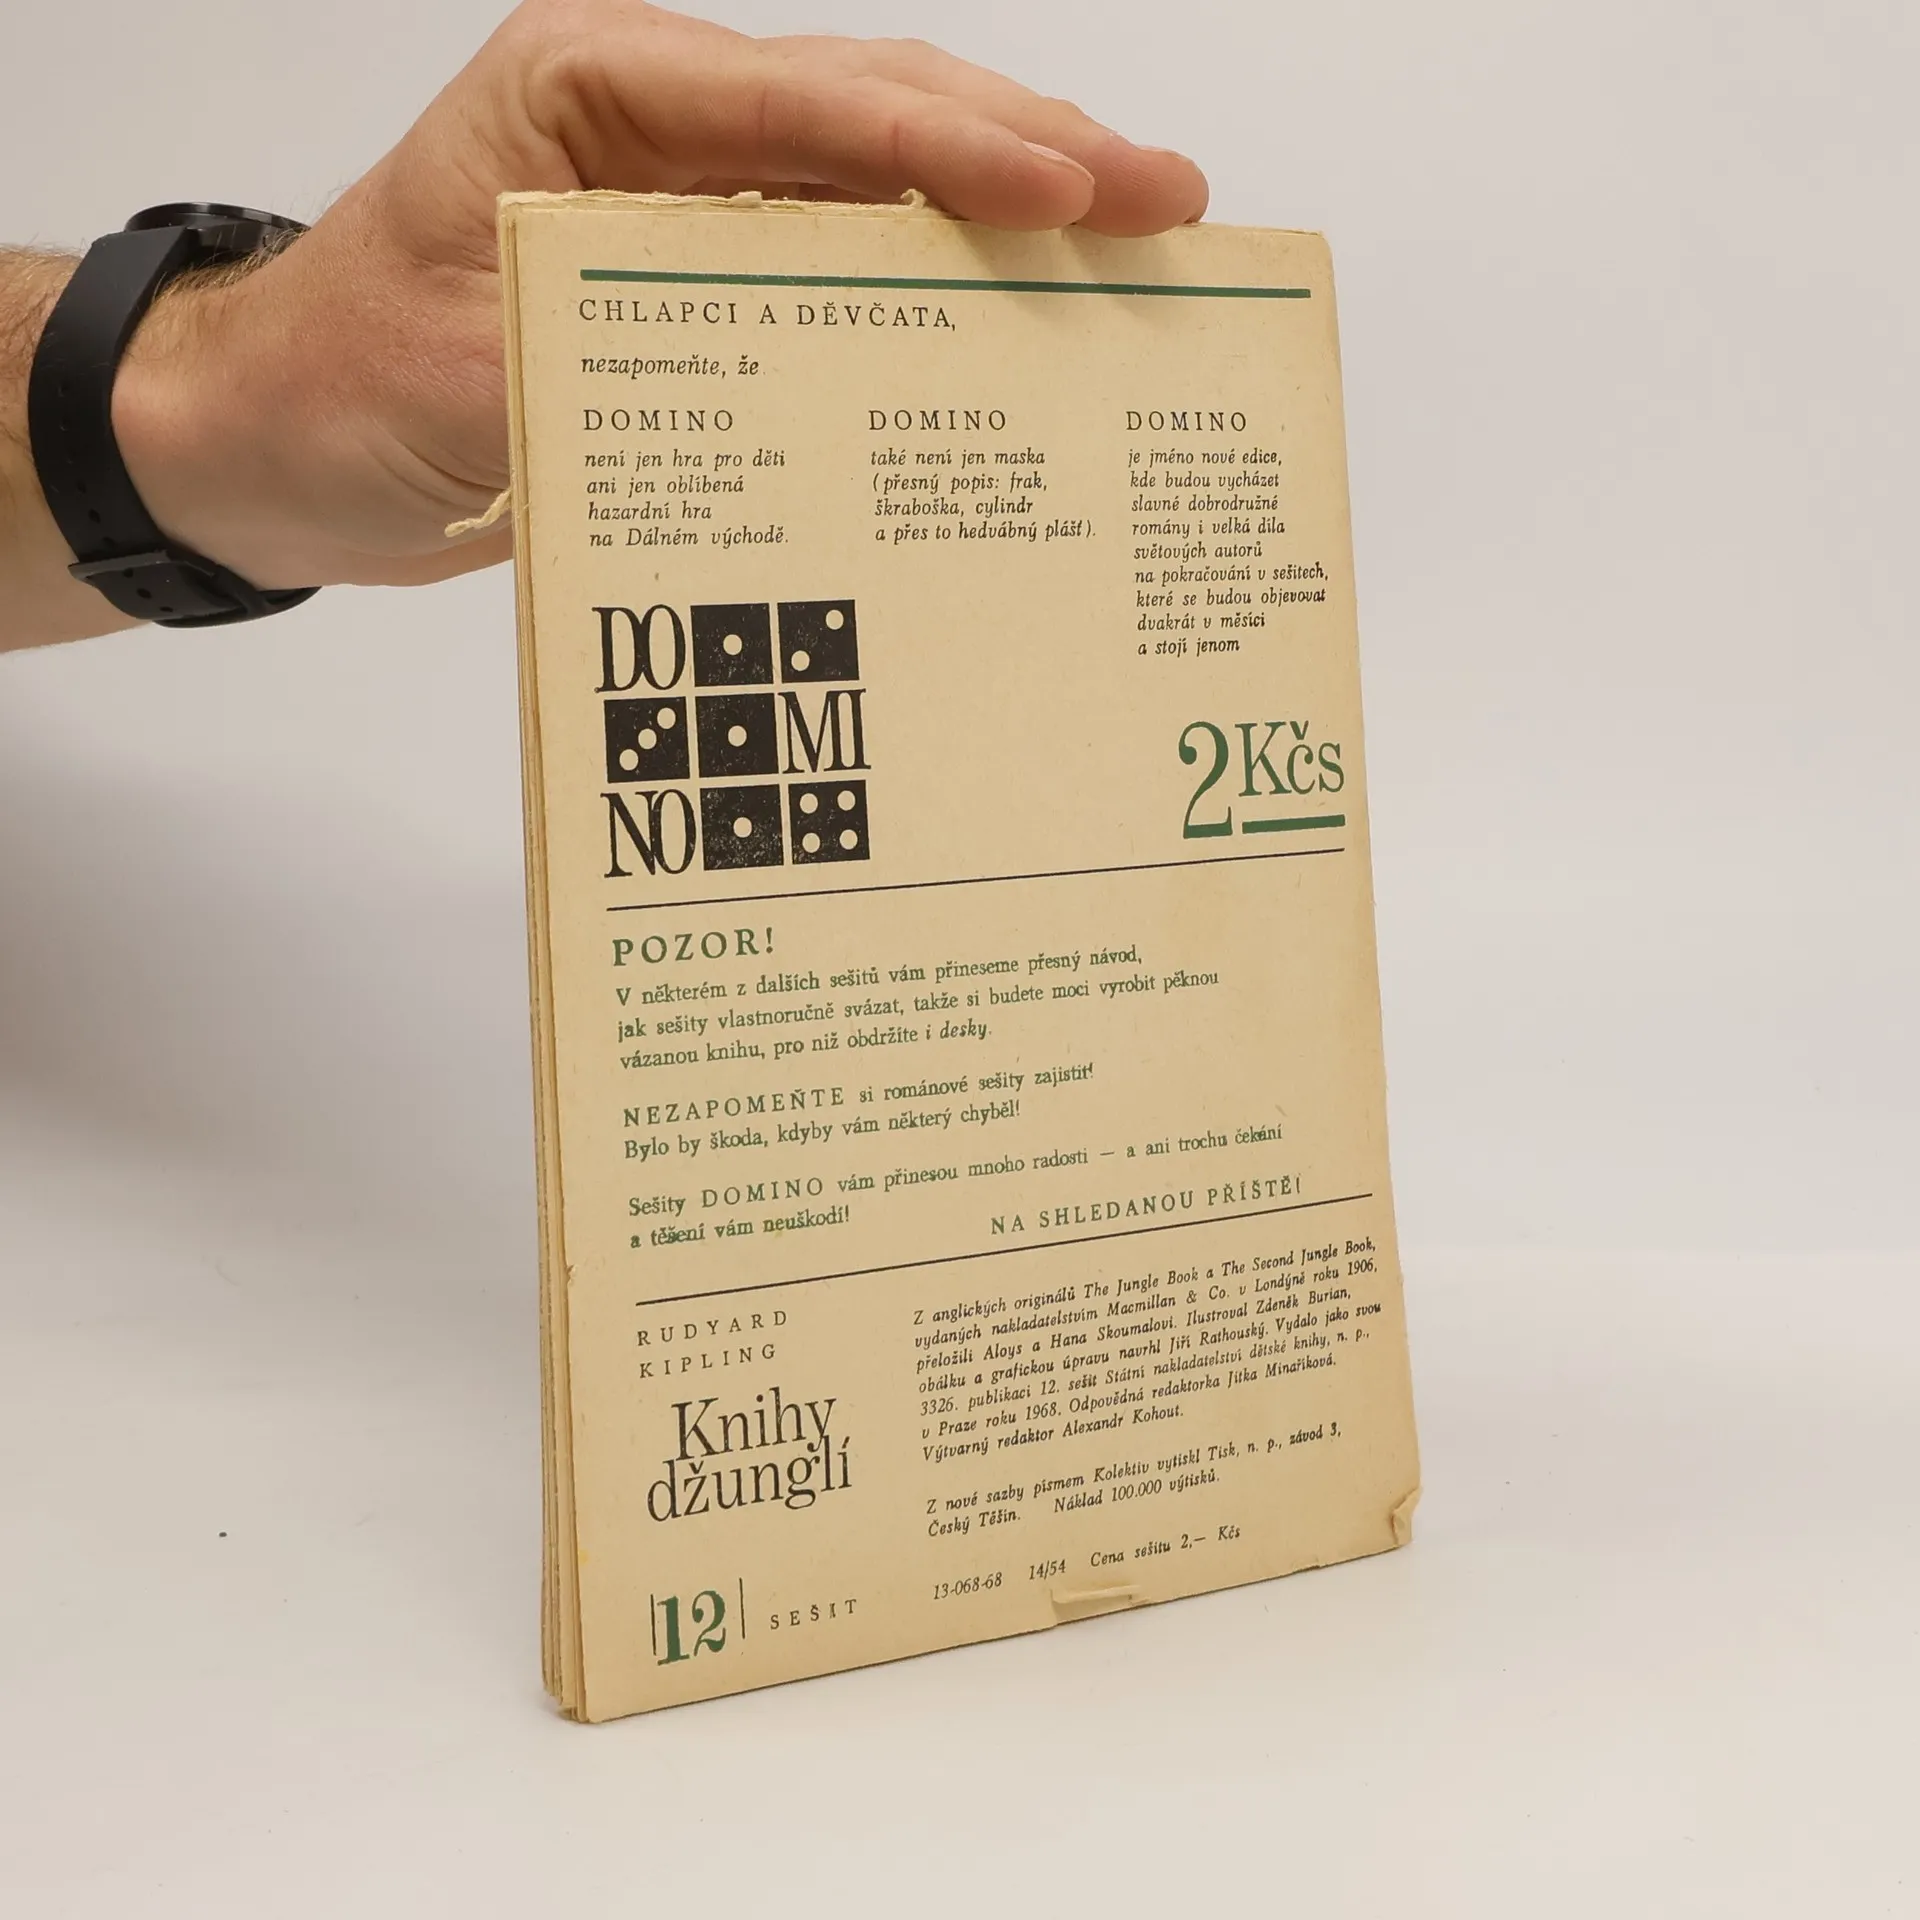 CHLAPCI A DĚVČATA,
nezapomeňte, že
DOMINO
není jen hra pro děti
ani jen oblíbená
hazardní hra
na Dálném východě.
DOMINO
také není jen maska
(přesný popis: frak,
škraboška, cylindr
a přes to hedvábný plášť).
DOMINO
je jméno nové edice,
kde budou vycházet
slavné dobrodružné
romány i velká díla
světových autorů
na pokračování v sešitech,
které se budou objevovat
dvakrát v měsíci
a stojí jenom
DO
MI
NO
2 Kčs
POZOR!
V některém z dalších sešitů vám přineseme přesný návod,
jak sešity vlastnoručně svázat, takže si budete moci vyrobit pěknou
vázanou knihu, pro niž obdržíte i desky.
NEZAPOMEŇTE si románové sešity zajistit!
Bylo by škoda, kdyby vám některý chyběl!
Sešity DOMINO vám přinesou mnoho radosti — a ani trochu čekání
a těšení vám neuškodí!
NA SHLEDANOU PŘÍŠTĚ!
RUDYARD
KIPLING
Knihy
džunglí
12 SEŠIT
Z anglických originálů The Jungle Book a The Second Jungle Book,
vydaných nakladatelstvím Macmillan & Co. v Londýně roku 1906,
přeložili Aloys a Hana Skoumalovi. Ilustroval Zdeněk Burian,
obálku a grafickou úpravu navrhl Jiří Rathouský. Vydalo jako svou
3326. publikaci 12. sešit Státní nakladatelství dětské knihy, n. p.,
v Praze roku 1968. Odpovědná redaktorka Jitka Minaříková.
Výtvarný redaktor Alexandr Kohout.
Z nové sazby písmem Kolektiv vytiskl Tisk, n. p., závod 3,
Český Těšín. Náklad 100.000 výtisků.
13-068-68 14/54 Cena sešitu 2,— Kčs